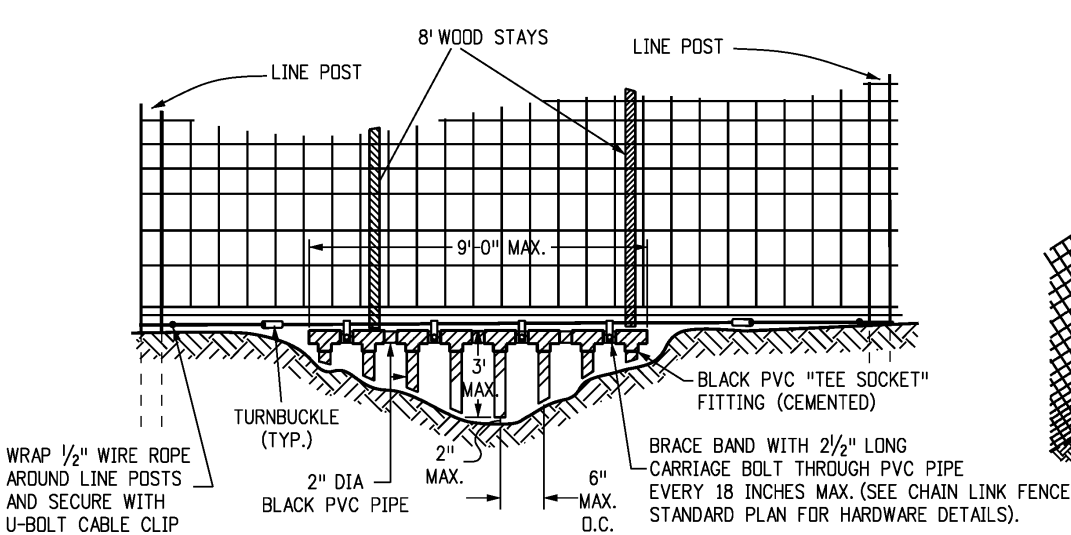 8' WOOD STAYS
LINE POST
LINE POST
9'-0" MAX.
3'
MAX.
BLACK PVC "TEE SOCKET"
FITTING (CEMENTED)
TURNBUCKLE
(TYP.)
WRAP 1/2" WIRE ROPE
AROUND LINE POSTS
AND SECURE WITH
U-BOLT CABLE CLIP
2" DIA
BLACK PVC PIPE
2"
MAX.
6"
MAX.
O.C.
BRACE BAND WITH 2 1/2" LONG
CARRIAGE BOLT THROUGH PVC PIPE
EVERY 18 INCHES MAX. (SEE CHAIN LINK FENCE
STANDARD PLAN FOR HARDWARE DETAILS).